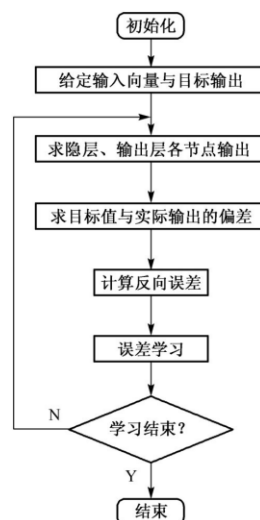 初始化
给定输入向量与目标输出
求隐层、输出层各节点输出
求目标值与实际输出的偏差
计算反向误差
误差学习
N
学习结束?
Y
结束